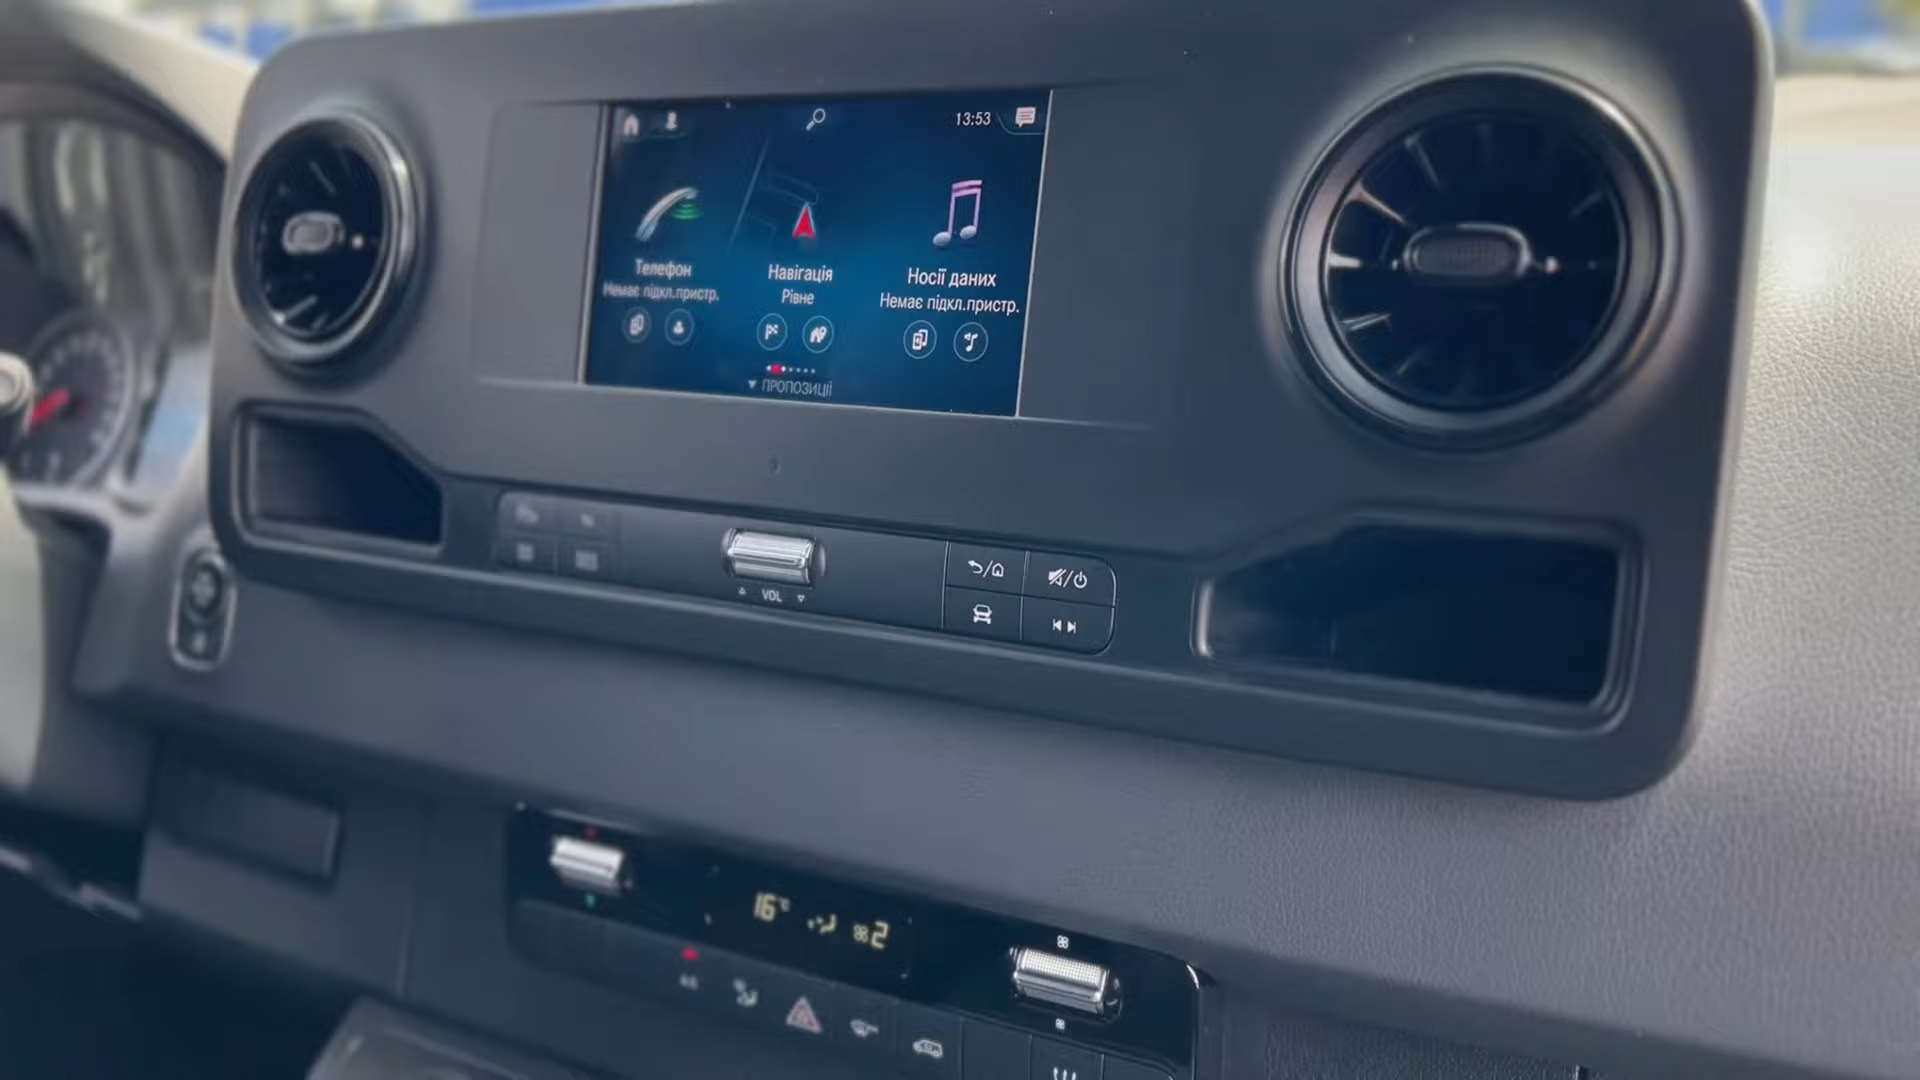 13:53
Телефон
Немає підкл.пристр.
Навігація
Рівне
Носії даних
Немає підкл.пристр.
ПРОПОЗИЦІЇ
VOL
16°C
2